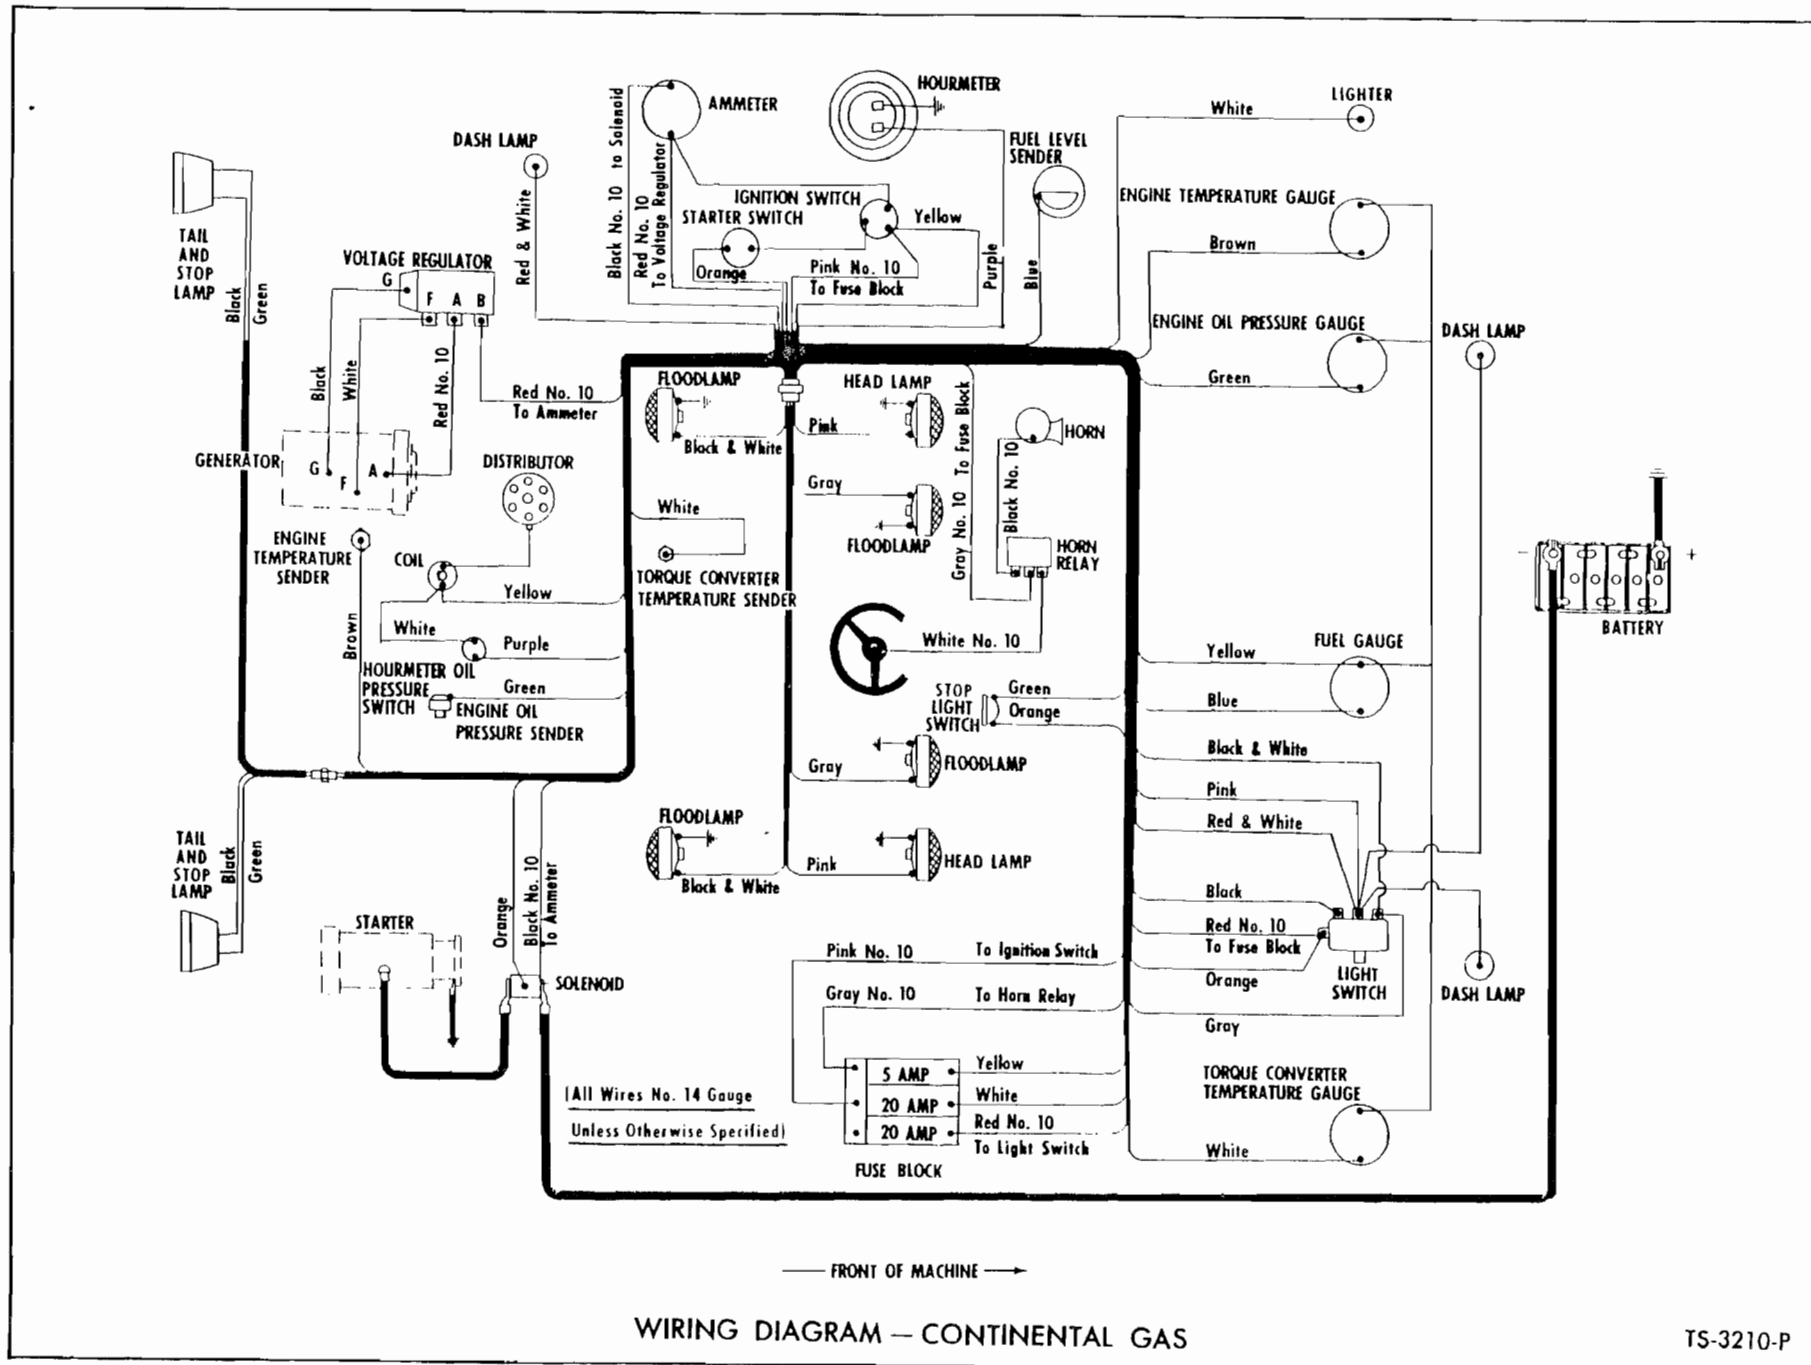 HOURMETER
LIGHTER
AMMETER
White
DASH LAMP
FUEL LEVEL
SENDER
Black No. 10 to Solenoid
Red No. 10
To Voltage Regulator
Red & White
IGNITION SWITCH
STARTER SWITCH
Yellow
ENGINE TEMPERATURE GAUGE
TAIL
AND
STOP
LAMP
Black
Green
VOLTAGE REGULATOR
G
F A B
Orange
Pink No. 10
To Fuse Block
Purple
Blue
Brown
ENGINE OIL PRESSURE GAUGE
DASH LAMP
Black
White
Red No. 10
Red No. 10
To Ammeter
FLOODLAMP
HEAD LAMP
Green
Pink
Black & White
Gray No. 10 To Fuse Block
HORN
Black No. 10
GENERATOR
G
F
A
DISTRIBUTOR
Gray
White
FLOODLAMP
HORN
RELAY
ENGINE
TEMPERATURE
SENDER
COIL
TORQUE CONVERTER
TEMPERATURE SENDER
Yellow
- +
BATTERY
Brown
White
Purple
White No. 10
Yellow
FUEL GAUGE
HOURMETER OIL
PRESSURE
SWITCH
Green
ENGINE OIL
PRESSURE SENDER
STOP
LIGHT
SWITCH
Green
Orange
Blue
Black & White
Gray
FLOODLAMP
Pink
Red & White
FLOODLAMP
TAIL
AND
STOP
LAMP
Black
Green
Pink
HEAD LAMP
Black & White
Black
STARTER
Orange
Black No. 10
To Ammeter
Red No. 10
To Fuse Block
Pink No. 10 To Ignition Switch
Orange
LIGHT
SWITCH
DASH LAMP
SOLENOID
Gray No. 10 To Horn Relay
Gray
5 AMP Yellow
20 AMP White
20 AMP Red No. 10
To Light Switch
FUSE BLOCK
TORQUE CONVERTER
TEMPERATURE GAUGE
White
(All Wires No. 14 Gauge
Unless Otherwise Specified)
FRONT OF MACHINE
WIRING DIAGRAM — CONTINENTAL GAS
TS-3210-P